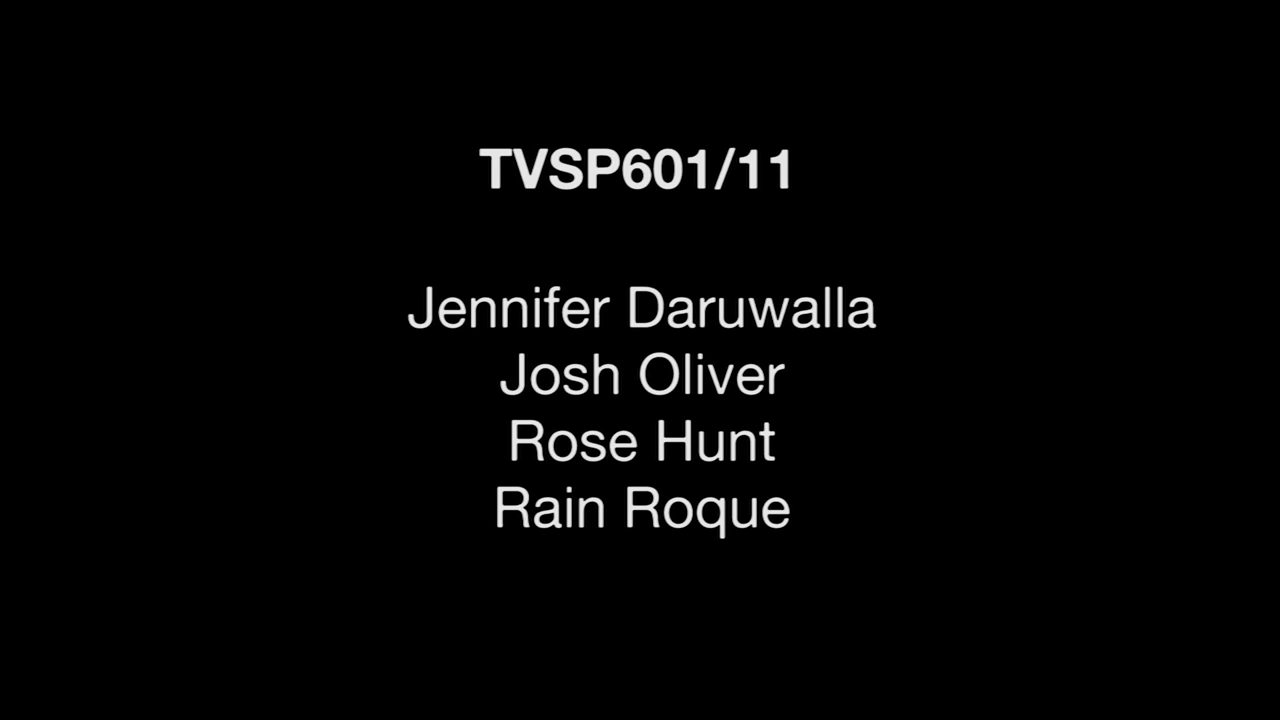 TVSP601/11
Jennifer Daruwalla
Josh Oliver
Rose Hunt
Rain Roque